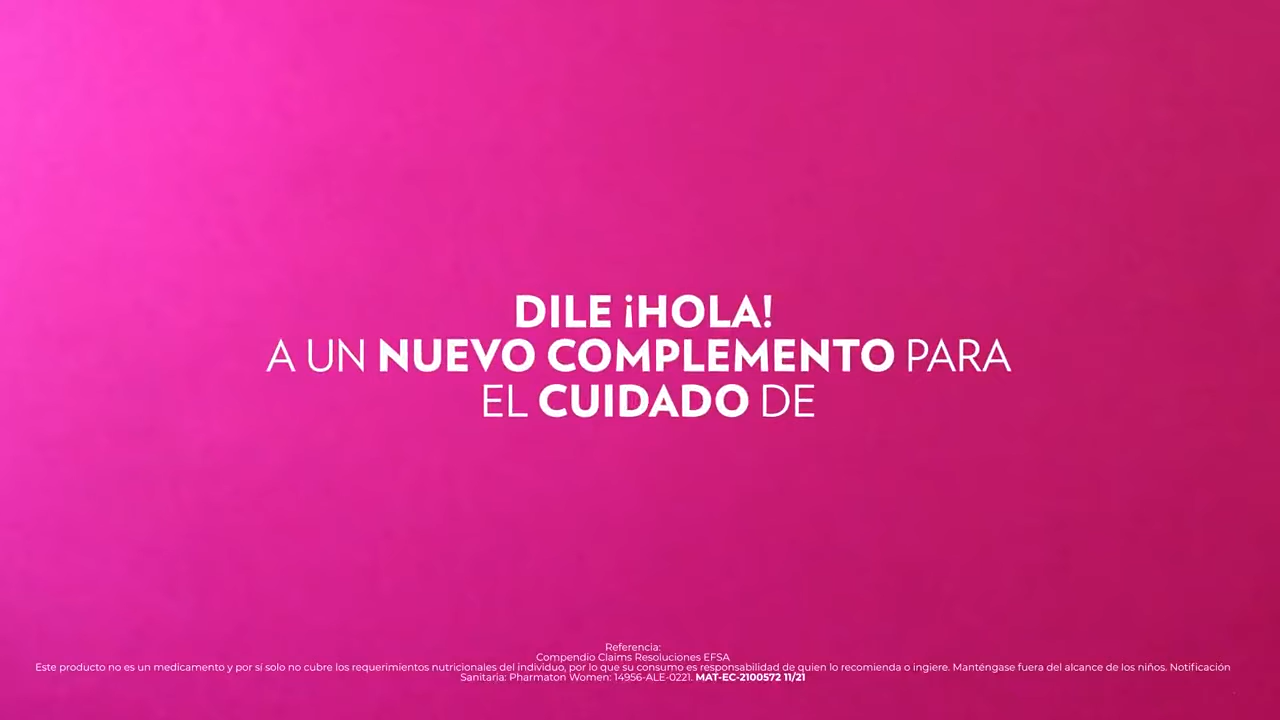 DILE ¡HOLA!
A UN NUEVO COMPLEMENTO PARA
EL CUIDADO DE
Referencia:
Compendio Claims Resoluciones EFSA
Este producto no es un medicamento y por sí solo no cubre los requerimientos nutricionales del individuo, por lo que su consumo es responsabilidad de quien lo recomienda o ingiere. Manténgase fuera del alcance de los niños. Notificación
Sanitaria: Pharmaton Women: 14956-ALE-0221. MAT-EC-2100572 11/21